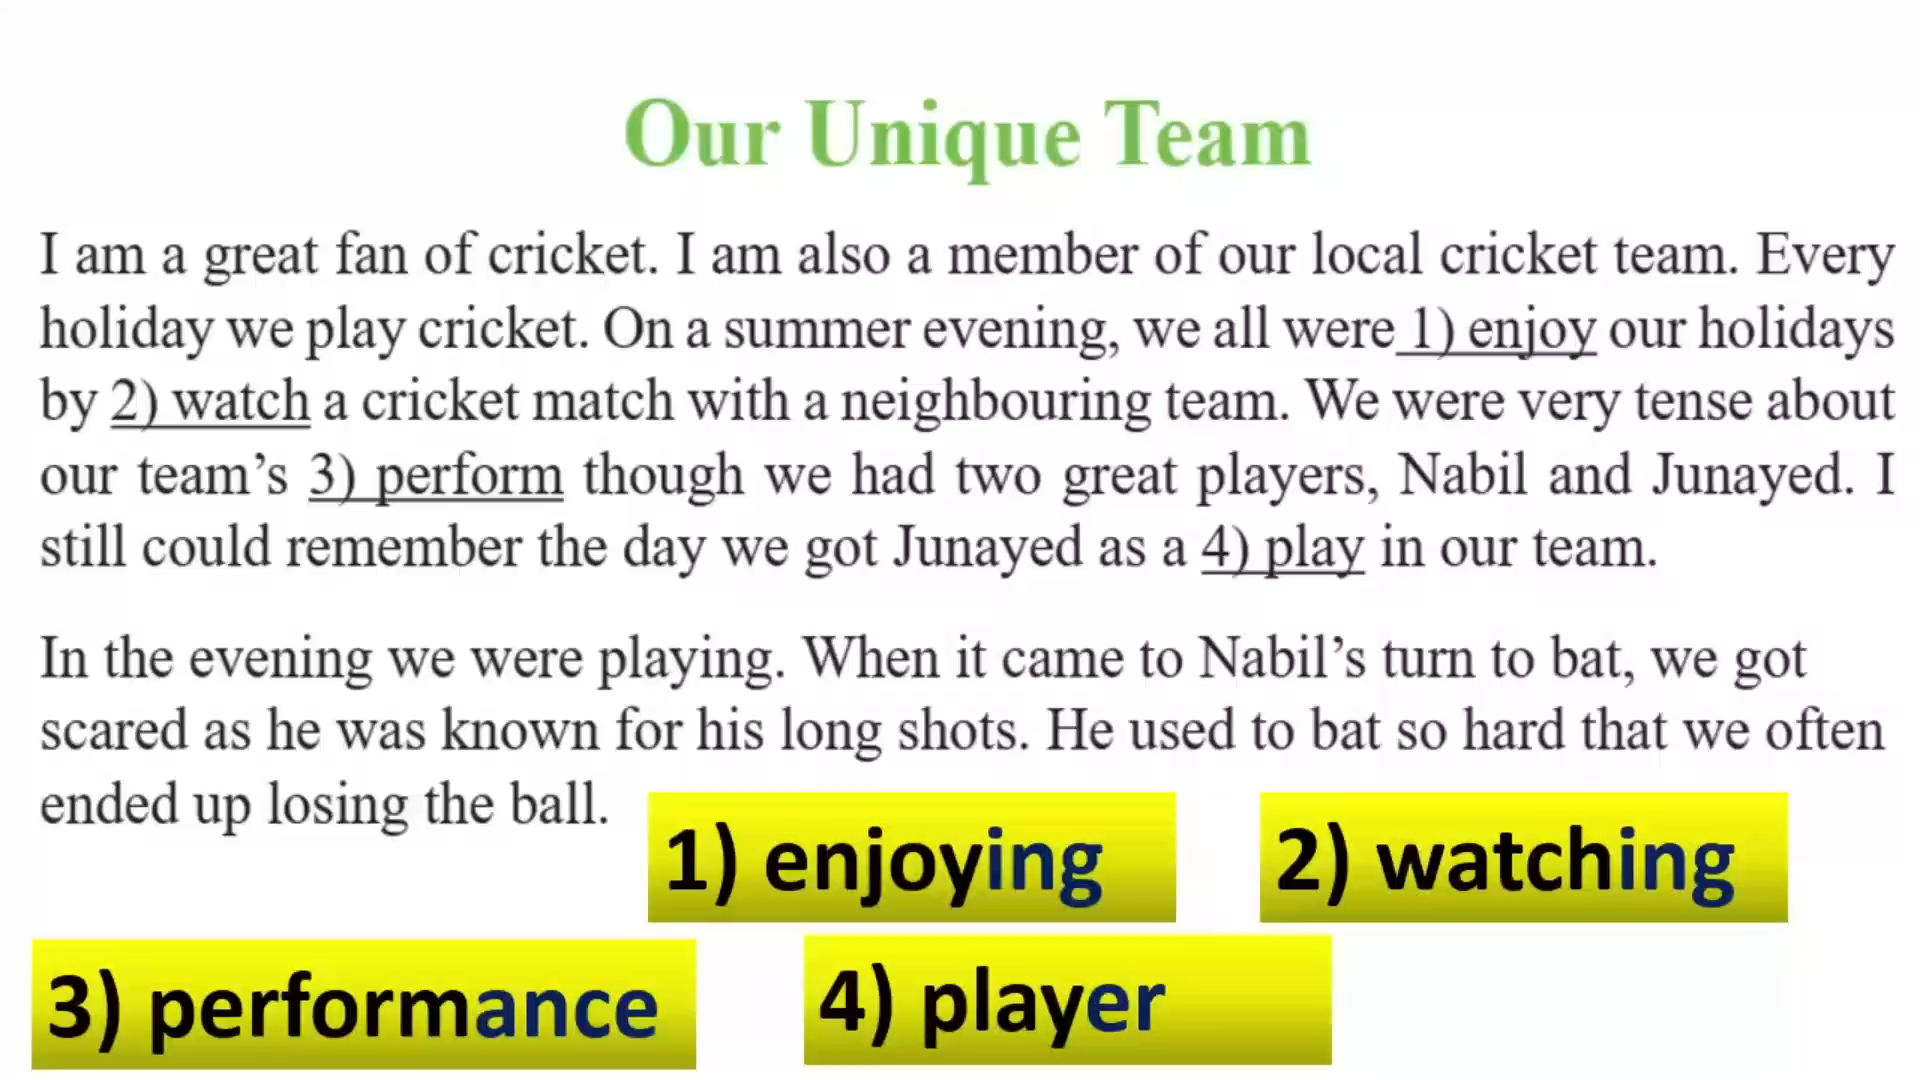 Our Unique Team
I am a great fan of cricket. I am also a member of our local cricket team. Every
holiday we play cricket. On a summer evening, we all were 1) enjoy our holidays
by 2) watch a cricket match with a neighbouring team. We were very tense about
our team’s 3) perform though we had two great players, Nabil and Junayed. I
still could remember the day we got Junayed as a 4) play in our team.
In the evening we were playing. When it came to Nabil’s turn to bat, we got
scared as he was known for his long shots. He used to bat so hard that we often
ended up losing the ball.
1) enjoying
2) watching
3) performance
4) player